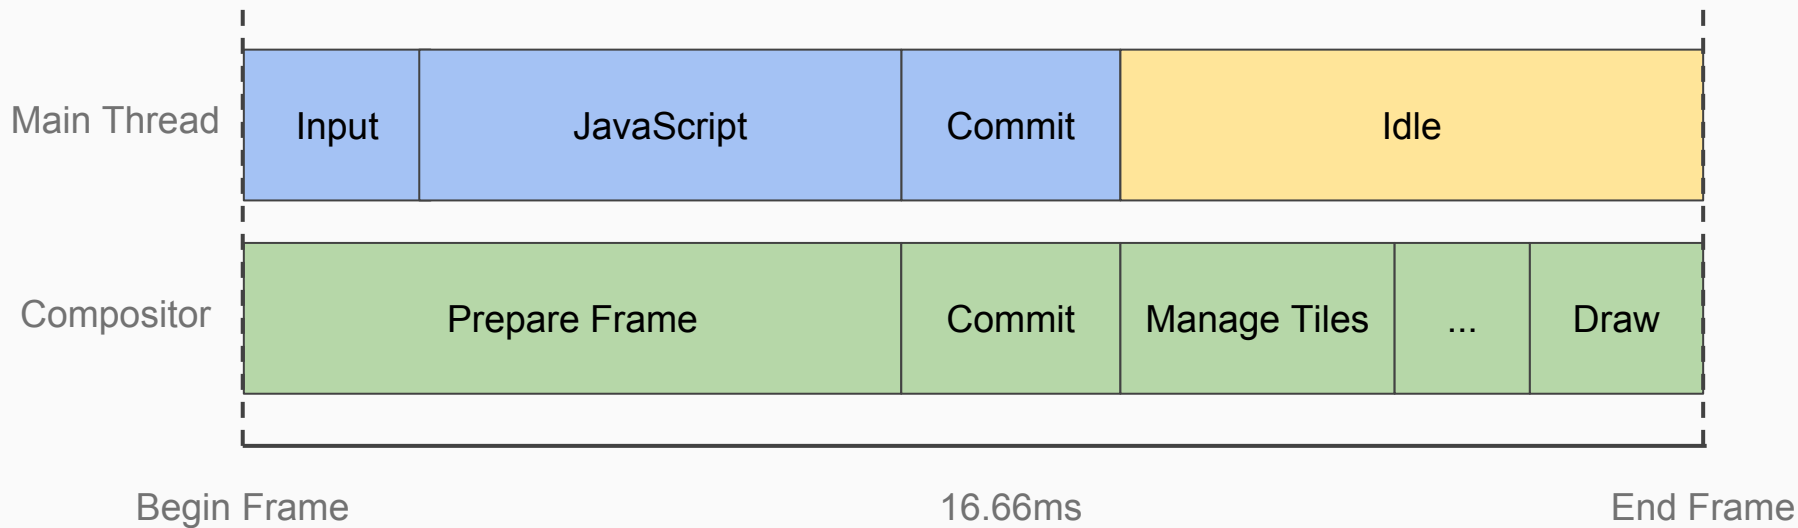 Main Thread
Input
JavaScript
Commit
Idle
Compositor
Prepare Frame
Commit
Manage Tiles
...
Draw
Begin Frame
16.66ms
End Frame